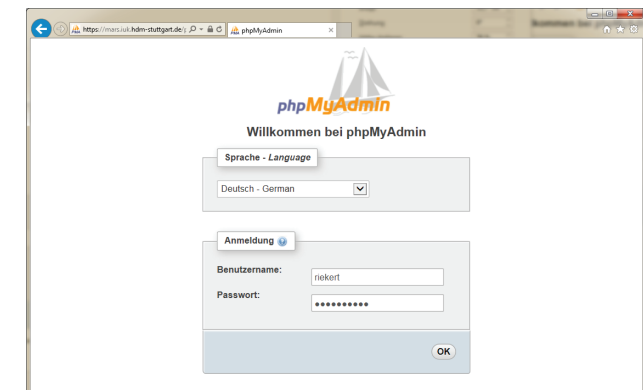 https://mars.iuk.hdm-stuttgart.de/
phpMyAdmin
phpMyAdmin
Willkommen bei phpMyAdmin
Sprache - Language
Deutsch - German
Anmeldung
Benutzername:
riekert
Passwort:
OK